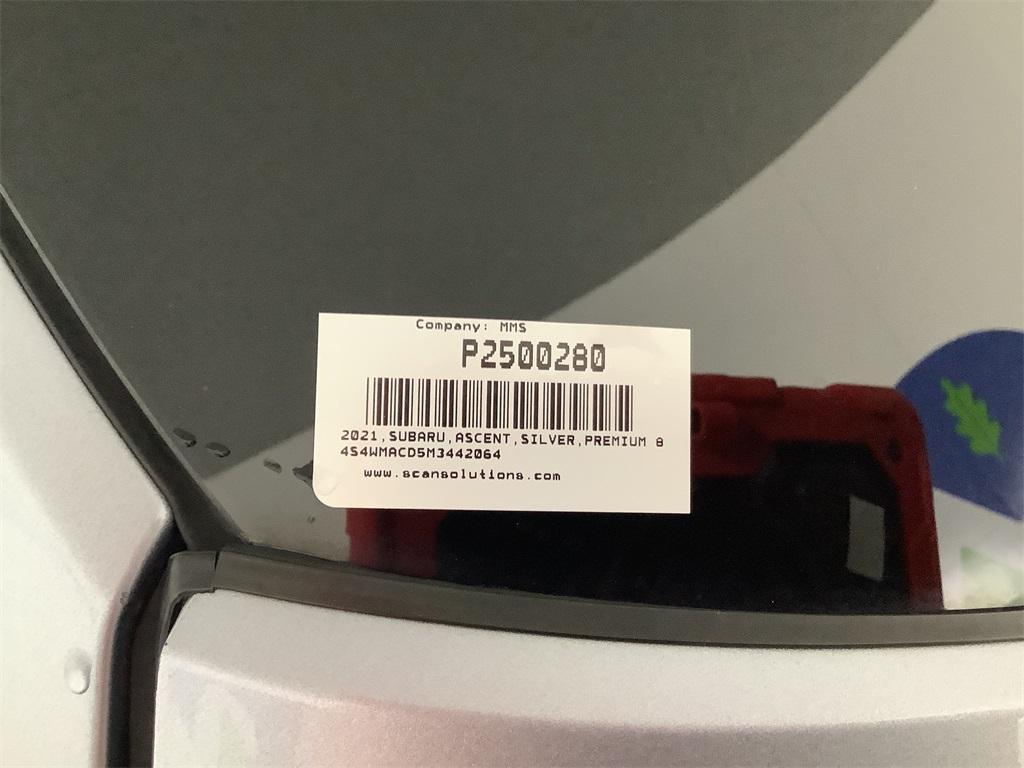 Company: MMS
P2500280
2021,SUBARU,ASCENT,SILVER,PREMIUM 8
4S4WMACD5M3442064
www.scansolutions.com